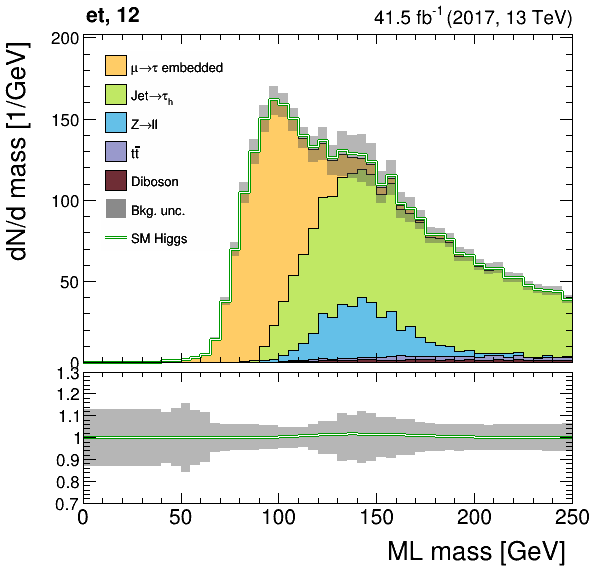 et, 12
41.5 fb⁻¹ (2017, 13 TeV)
dN/d mass [1/GeV]
200
150
100
50
0
μ→τ embedded
Jet→τₕ
Z→ll
tt̄
Diboson
Bkg. unc.
SM Higgs
1.3
1.2
1.1
1
0.9
0.8
0.7
0 50 100 150 200 250
ML mass [GeV]